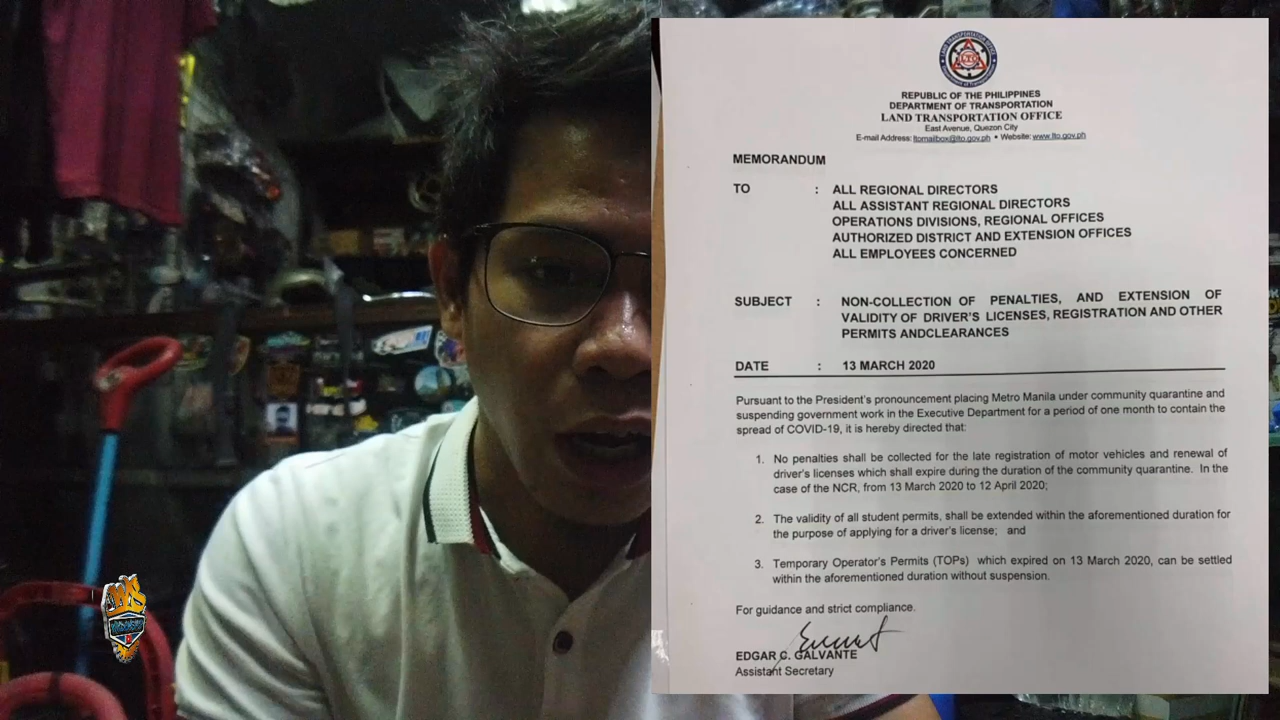 LTO
REPUBLIC OF THE PHILIPPINES
DEPARTMENT OF TRANSPORTATION
LAND TRANSPORTATION OFFICE
East Avenue, Quezon City
E-mail Address: ltomailbox@lto.gov.ph • Website: www.lto.gov.ph
MEMORANDUM
TO : ALL REGIONAL DIRECTORS
ALL ASSISTANT REGIONAL DIRECTORS
OPERATIONS DIVISIONS, REGIONAL OFFICES
AUTHORIZED DISTRICT AND EXTENSION OFFICES
ALL EMPLOYEES CONCERNED
SUBJECT : NON-COLLECTION OF PENALTIES, AND EXTENSION OF
VALIDITY OF DRIVER'S LICENSES, REGISTRATION AND OTHER
PERMITS ANDCLEARANCES
DATE : 13 MARCH 2020
Pursuant to the President's pronouncement placing Metro Manila under community quarantine and
suspending government work in the Executive Department for a period of one month to contain the
spread of COVID-19, it is hereby directed that:
1. No penalties shall be collected for the late registration of motor vehicles and renewal of
driver's licenses which shall expire during the duration of the community quarantine. In the
case of the NCR, from 13 March 2020 to 12 April 2020;
2. The validity of all student permits, shall be extended within the aforementioned duration for
the purpose of applying for a driver's license; and
3. Temporary Operator's Permits (TOPs) which expired on 13 March 2020, can be settled
within the aforementioned duration without suspension.
For guidance and strict compliance.
EDGAR C. GALVANTE
Assistant Secretary